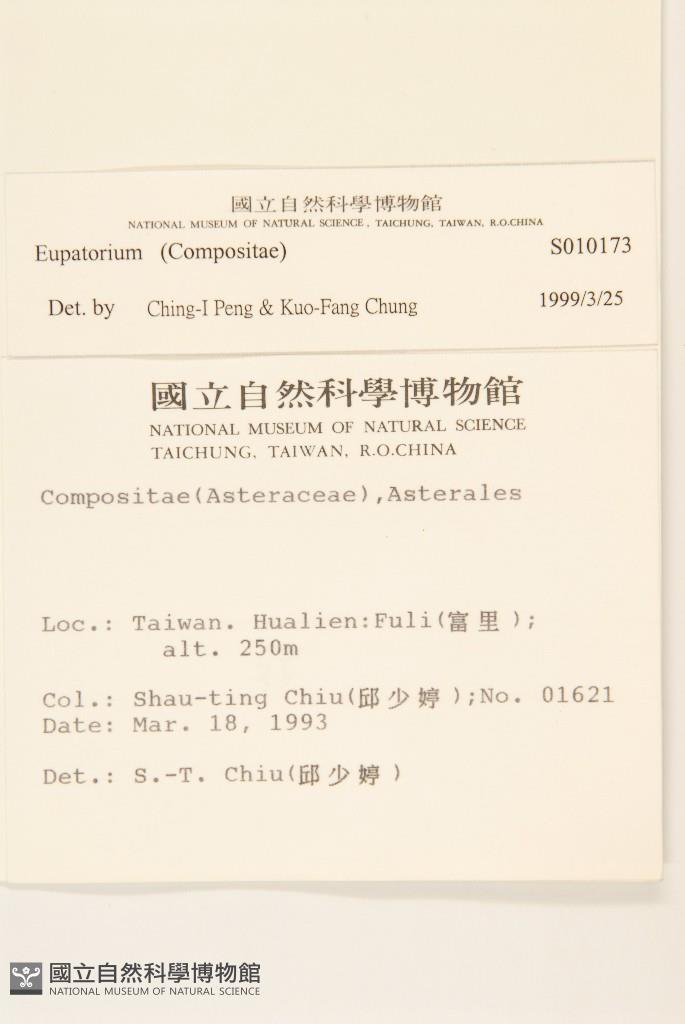 國立自然科學博物館
NATIONAL MUSEUM OF NATURAL SCIENCE, TAICHUNG, TAIWAN, R.O.CHINA
Eupatorium (Compositae) S010173
Det. by Ching-I Peng & Kuo-Fang Chung 1999/3/25
國立自然科學博物館
NATIONAL MUSEUM OF NATURAL SCIENCE
TAICHUNG, TAIWAN, R.O.CHINA
Compositae(Asteraceae),Asterales
Loc.: Taiwan. Hualien:Fuli(富里);
alt. 250m
Col.: Shau-ting Chiu(邱少婷);No. 01621
Date: Mar. 18, 1993
Det.: S.-T. Chiu(邱少婷)
國立自然科學博物館
NATIONAL MUSEUM OF NATURAL SCIENCE